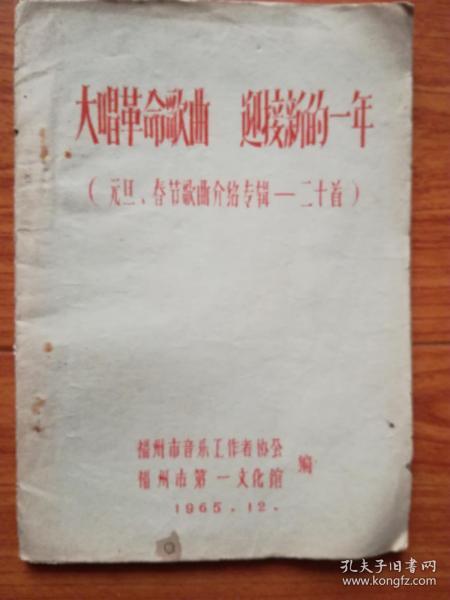 大唱革命歌曲 迎接新的一年
（元旦、春节歌曲介绍专辑—二十首）
福州市音乐工作者协会
福州市第一文化馆
编
1965.12.
孔夫子旧书网
www.kongfz.com